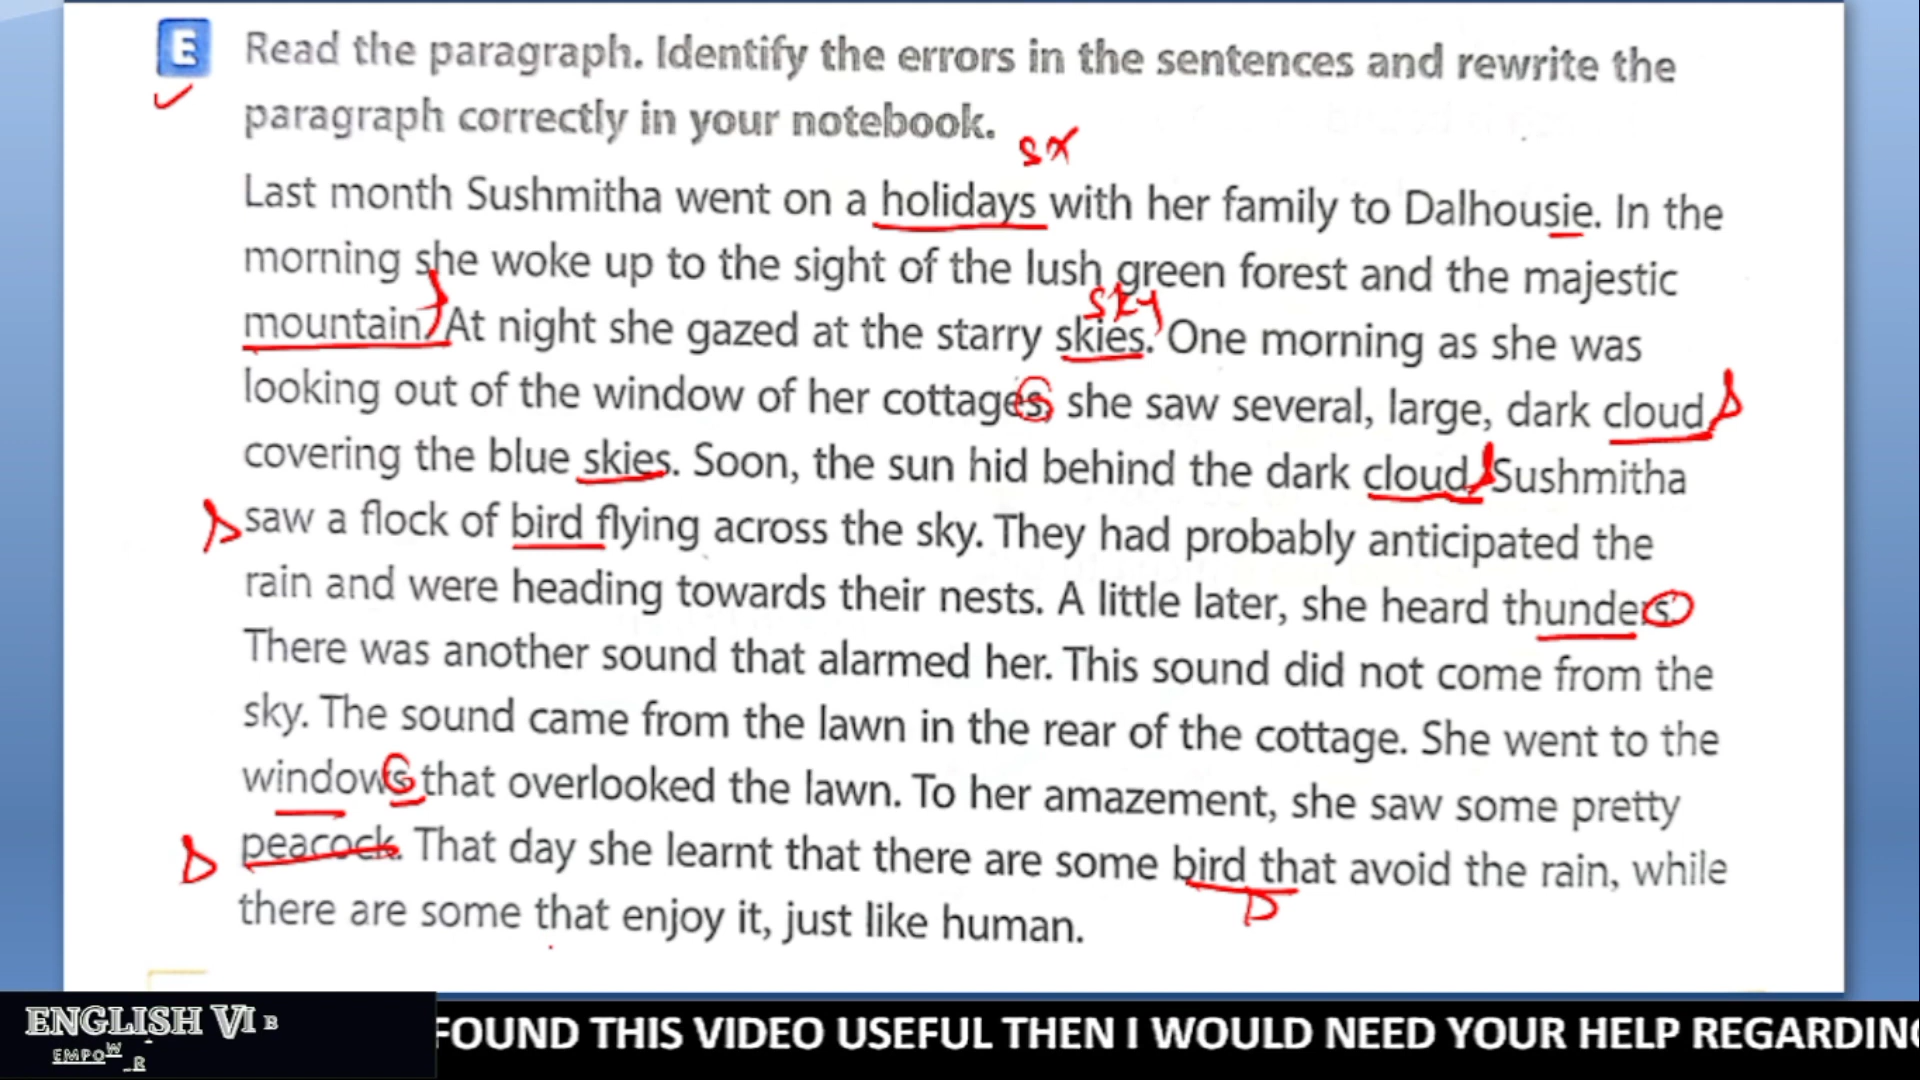 E Read the paragraph. Identify the errors in the sentences and rewrite the
paragraph correctly in your notebook.
s x
Last month Sushmitha went on a holidays with her family to Dalhousie. In the
morning she woke up to the sight of the lush green forest and the majestic
sky
mountain. At night she gazed at the starry skies. One morning as she was
looking out of the window of her cottages, she saw several, large, dark cloud s
covering the blue skies. Soon, the sun hid behind the dark cloud. s Sushmitha
s saw a flock of bird flying across the sky. They had probably anticipated the
rain and were heading towards their nests. A little later, she heard thunders.
There was another sound that alarmed her. This sound did not come from the
sky. The sound came from the lawn in the rear of the cottage. She went to the
windows that overlooked the lawn. To her amazement, she saw some pretty
s peacock. That day she learnt that there are some bird that avoid the rain, while
s
there are some that enjoy it, just like human.
ENGLISH VI B
FOUND THIS VIDEO USEFUL THEN I WOULD NEED YOUR HELP REGARDING